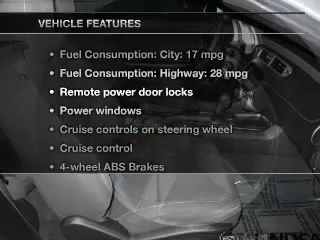 VEHICLE FEATURES
• Fuel Consumption: City: 17 mpg
• Fuel Consumption: Highway: 28 mpg
• Remote power door locks
• Power windows
• Cruise controls on steering wheel
• Cruise control
• 4-wheel ABS Brakes